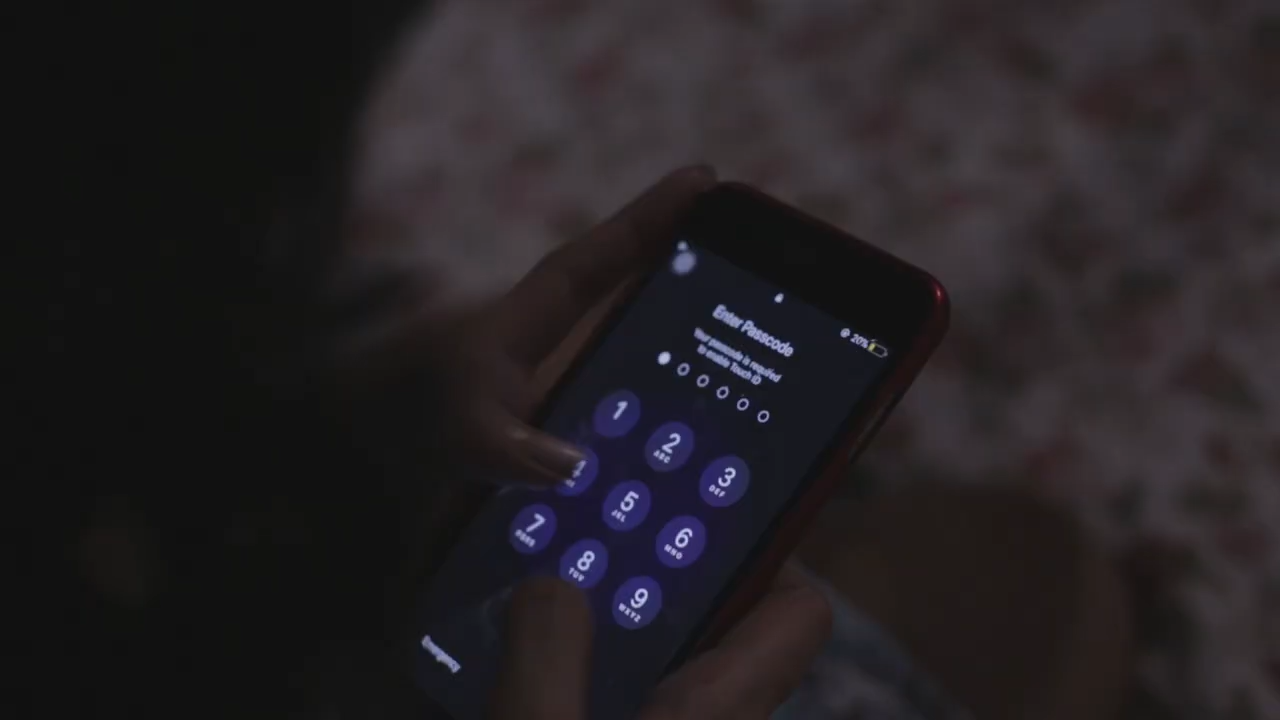 20%
Enter Passcode
Your passcode is required
to enable Touch ID
1
2
ABC
3
DEF
4
5
JKL
6
MNO
7
PQRS
8
TUV
9
WXYZ
Emergency